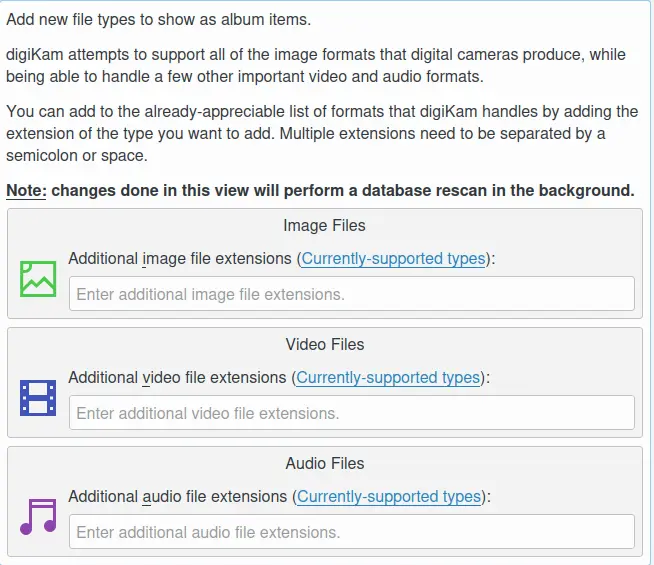 Add new file types to show as album items.
digiKam attempts to support all of the image formats that digital cameras produce, while
being able to handle a few other important video and audio formats.
You can add to the already-appreciable list of formats that digiKam handles by adding the
extension of the type you want to add. Multiple extensions need to be separated by a
semicolon or space.
Note: changes done in this view will perform a database rescan in the background.
Image Files
Additional image file extensions (Currently-supported types):
Enter additional image file extensions.
Video Files
Additional video file extensions (Currently-supported types):
Enter additional video file extensions.
Audio Files
Additional audio file extensions (Currently-supported types):
Enter additional audio file extensions.